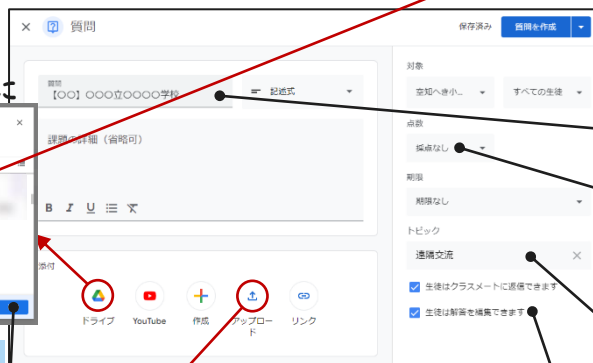 質問
保存済み
質問を作成
質問
【〇〇】〇〇〇立〇〇〇〇学校
記述式
課題の詳細（省略可）
B I U
添付
ドライブ
YouTube
作成
アップロード
リンク
対象
空知へき小...
すべての生徒
点数
採点なし
期限
期限なし
トピック
遠隔交流
生徒はクラスメートに返信できます
生徒は解答を編集できます